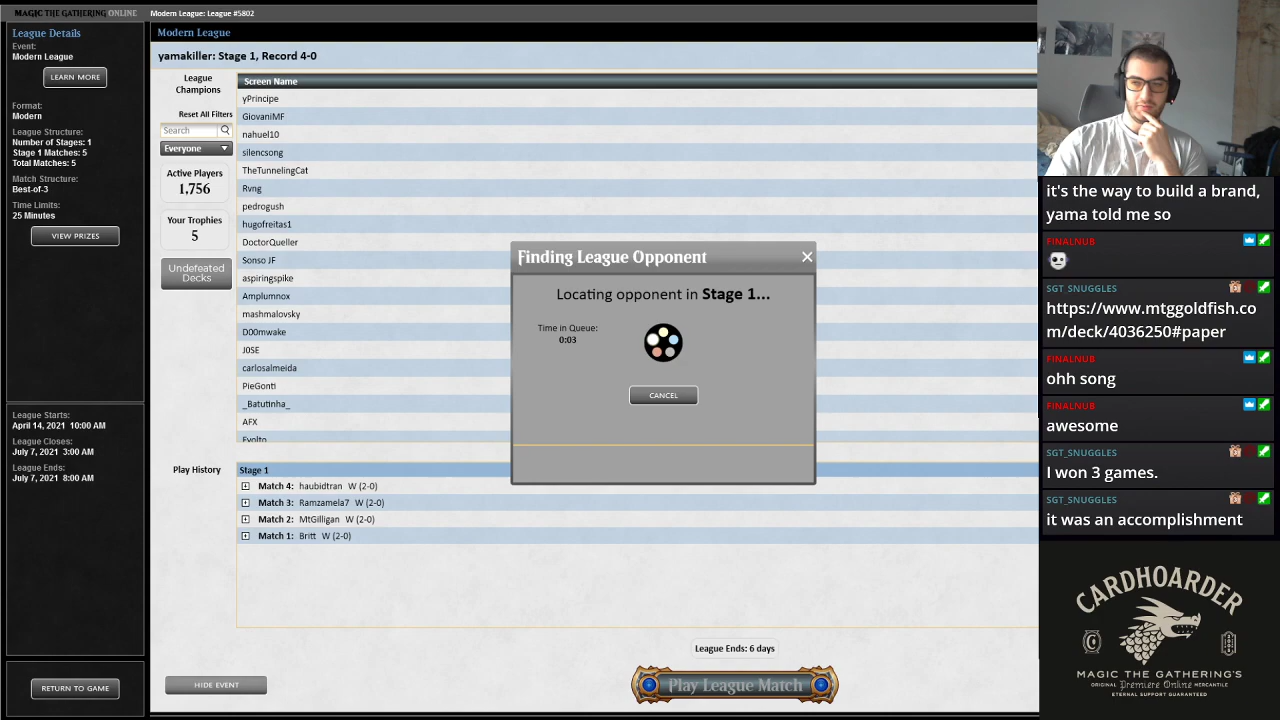 MAGIC THE GATHERING ONLINE
Modern League: League #5802
League Details
Event:
Modern League
LEARN MORE
Format:
Modern
League Structure:
Number of Stages: 1
Stage 1 Matches: 5
Total Matches: 5
Match Structure:
Best-of-3
Time Limits:
25 Minutes
VIEW PRIZES
League Starts:
April 14, 2021 10:00 AM
League Closes:
July 7, 2021 3:00 AM
League Ends:
July 7, 2021 8:00 AM
RETURN TO GAME
Modern League
yamakiller: Stage 1, Record 4-0
League
Champions
Reset All Filters
Search
Everyone
Active Players
1,756
Your Trophies
5
Undefeated
Decks
Screen Name
yPrincipe
GiovaniMF
nahuel10
silencsong
TheTunnelingCat
Rvng
pedrogush
hugofreitas1
DoctorQueller
Sonso JF
aspiringspike
Amplumnox
mashmalovsky
D00mwake
J0SE
carlosalmeida
PieGonti
_Batutinha_
AFX
Finding League Opponent
Locating opponent in Stage 1...
Time in Queue:
0:03
CANCEL
Play History
Stage 1
Match 4: haubidtran W (2-0)
Match 3: Ramzamela7 W (2-0)
Match 2: MtGilligan W (2-0)
Match 1: Britt W (2-0)
League Ends: 6 days
HIDE EVENT
Play League Match
it's the way to build a brand,
yama told me so
FINALNUB
SGT_SNUGGLES
https://www.mtggoldfish.co
m/deck/4036250#paper
FINALNUB
ohh song
FINALNUB
awesome
SGT_SNUGGLES
I won 3 games.
SGT_SNUGGLES
it was an accomplishment
CARDHOARDER
MAGIC THE GATHERING'S
ORIGINAL Premiere Online MERCANTILE
ETERNAL SUPPORT GUARANTEED